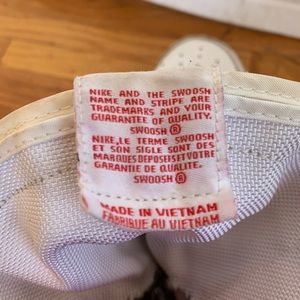 NIKE AND THE SWOOSH
NAME AND STRIPE ARE
TRADEMARKS AND YOUR
GUARANTEE OF QUALITY.
SWOOSH ®
NIKE, LE TERME SWOOSH
ET SON SIGLE SONT DES
MARQUES DEPOSIT ET VOTRE
GARANTIE DE QUALITE.
SWOOSH ®
MADE IN VIETNAM
FABRIQUE AU VIETNAM